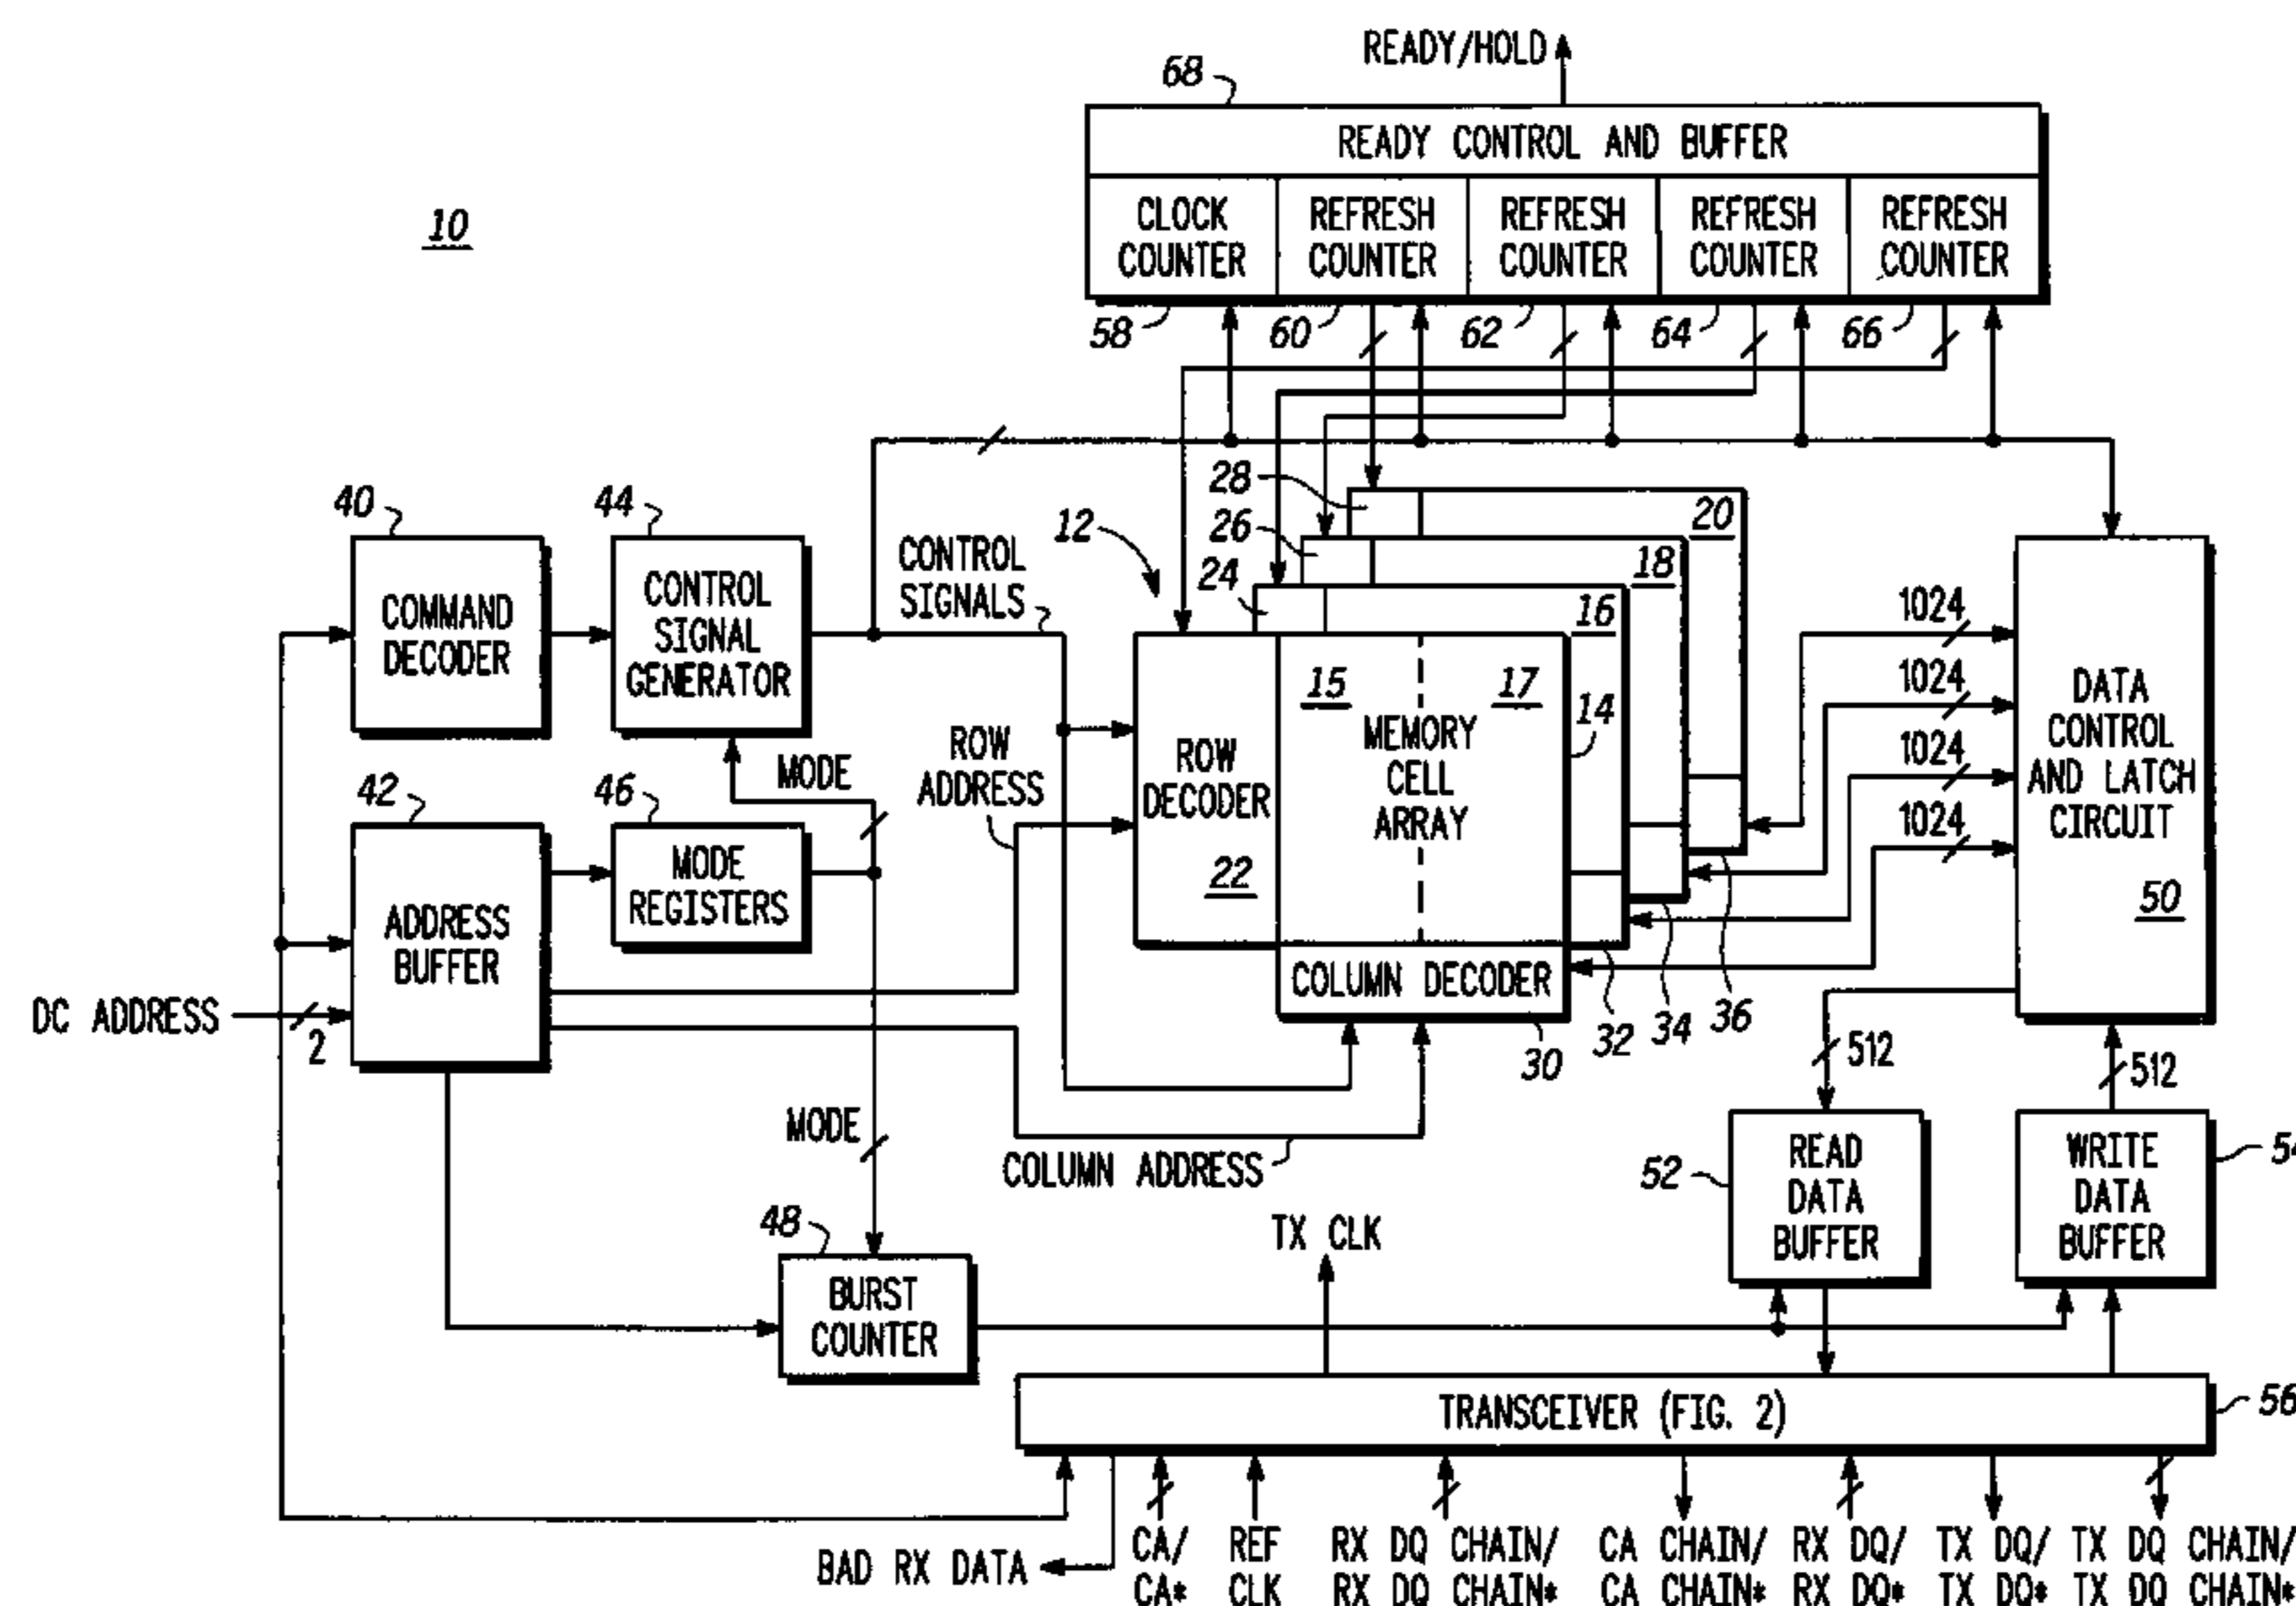 READY/HOLD
68
READY CONTROL AND BUFFER
CLOCK COUNTER
REFRESH COUNTER
REFRESH COUNTER
REFRESH COUNTER
REFRESH COUNTER
10
58
60
62
64
66
40
COMMAND DECODER
44
CONTROL SIGNAL GENERATOR
CONTROL SIGNALS
12
28
26
24
20
18
16
14
15
17
MEMORY CELL ARRAY
ROW DECODER
22
COLUMN DECODER
30
32
34
36
1024
1024
1024
1024
DATA CONTROL AND LATCH CIRCUIT
50
MODE
ROW ADDRESS
42
ADDRESS BUFFER
46
MODE REGISTERS
DC ADDRESS
2
MODE
COLUMN ADDRESS
512
512
52
READ DATA BUFFER
WRITE DATA BUFFER
48
BURST COUNTER
TX CLK
TRANSCEIVER (FIG. 2)
56
BAD RX DATA
CA/
CA*
REF
CLK
RX DQ CHAIN/
RX DQ CHAIN*
CA CHAIN/
CA CHAIN*
RX DQ/
RX DQ*
TX DQ/
TX DQ*
TX DQ CHAIN/
TX DQ CHAIN*